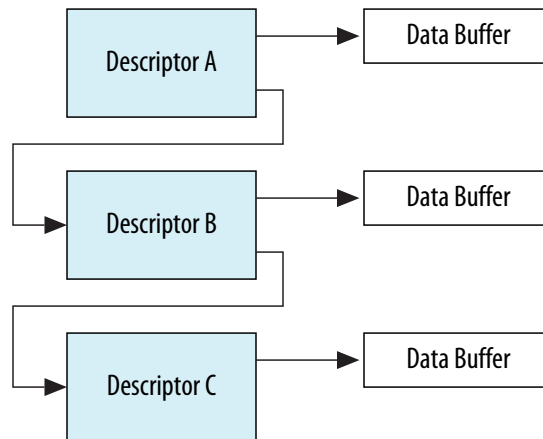 Descriptor A
Data Buffer
Descriptor B
Data Buffer
Descriptor C
Data Buffer